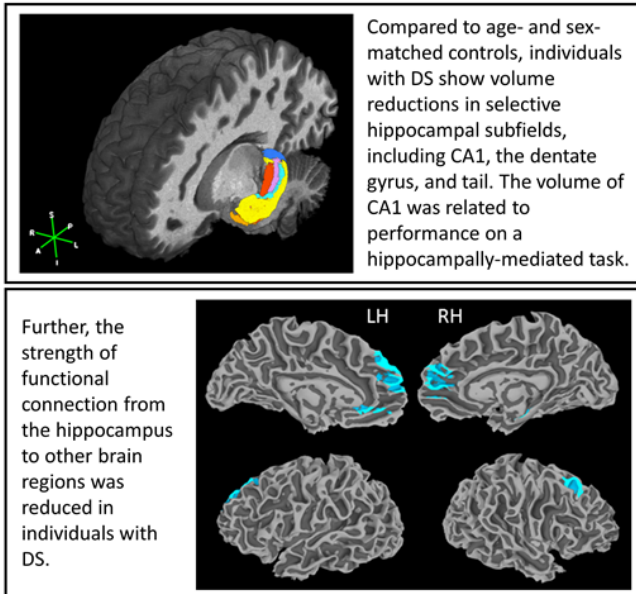 Compared to age- and sex-
matched controls, individuals
with DS show volume
reductions in selective
hippocampal subfields,
including CA1, the dentate
gyrus, and tail. The volume of
CA1 was related to
performance on a
hippocampally-mediated task.
S
R P
A L
I
Further, the
strength of
functional
connection from
the hippocampus
to other brain
regions was
reduced in
individuals with
DS.
LH RH